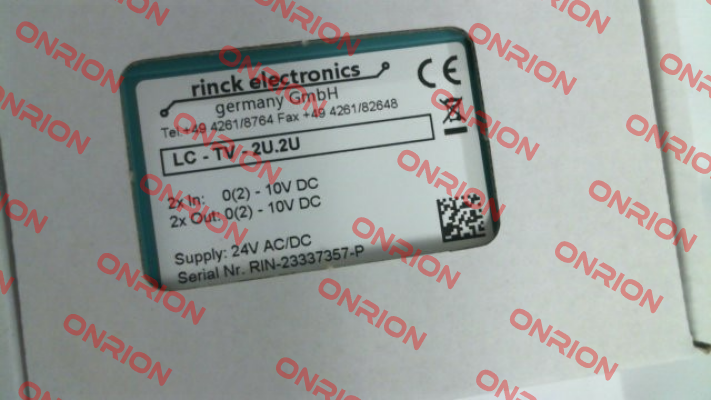 rinck electronics
germany GmbH
Tel.+49 4261/8764 Fax +49 4261/82648
LC - TV - 2U.2U
2x In: 0(2) - 10V DC
2x Out: 0(2) - 10V DC
Supply: 24V AC/DC
Serial Nr. RIN-23337357-P
CE
ONRION